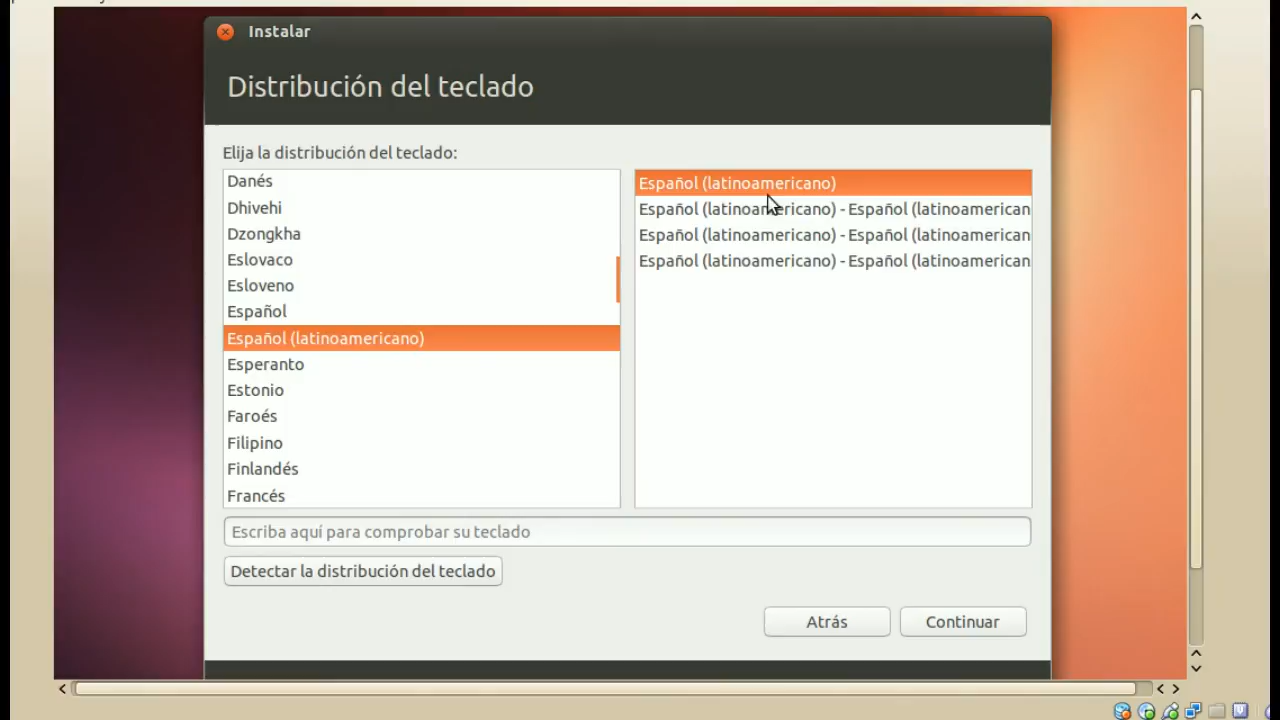 Instalar
Distribución del teclado
Elija la distribución del teclado:
Danés
Dhivehi
Dzongkha
Eslovaco
Esloveno
Español
Español (latinoamericano)
Esperanto
Estonio
Faroés
Filipino
Finlandés
Francés
Español (latinoamericano)
Español (latinoamericano) - Español (latinoamerican
Español (latinoamericano) - Español (latinoamerican
Español (latinoamericano) - Español (latinoamerican
Escriba aquí para comprobar su teclado
Detectar la distribución del teclado
Atrás
Continuar